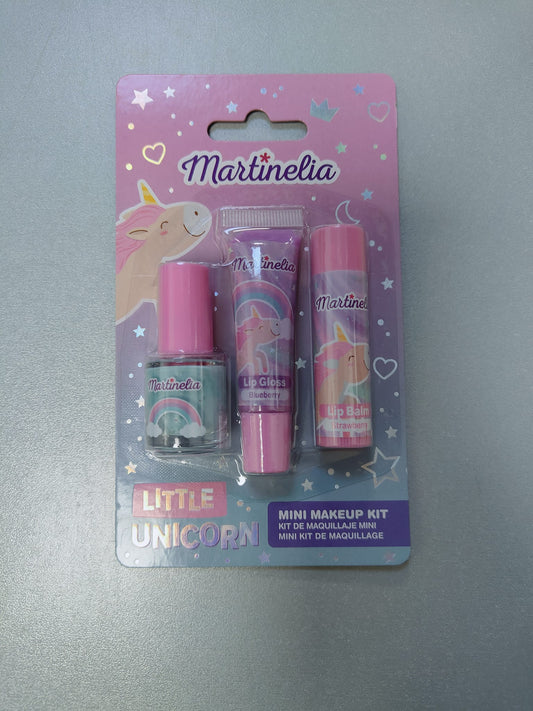 Martinelia
Martinelia
Lip Gloss
Blueberry
Martinelia
Lip Balm
Strawberry
Martinelia
LITTLE
UNICORN
MINI MAKEUP KIT
KIT DE MAQUILLAJE MINI
MINI KIT DE MAQUILLAGE